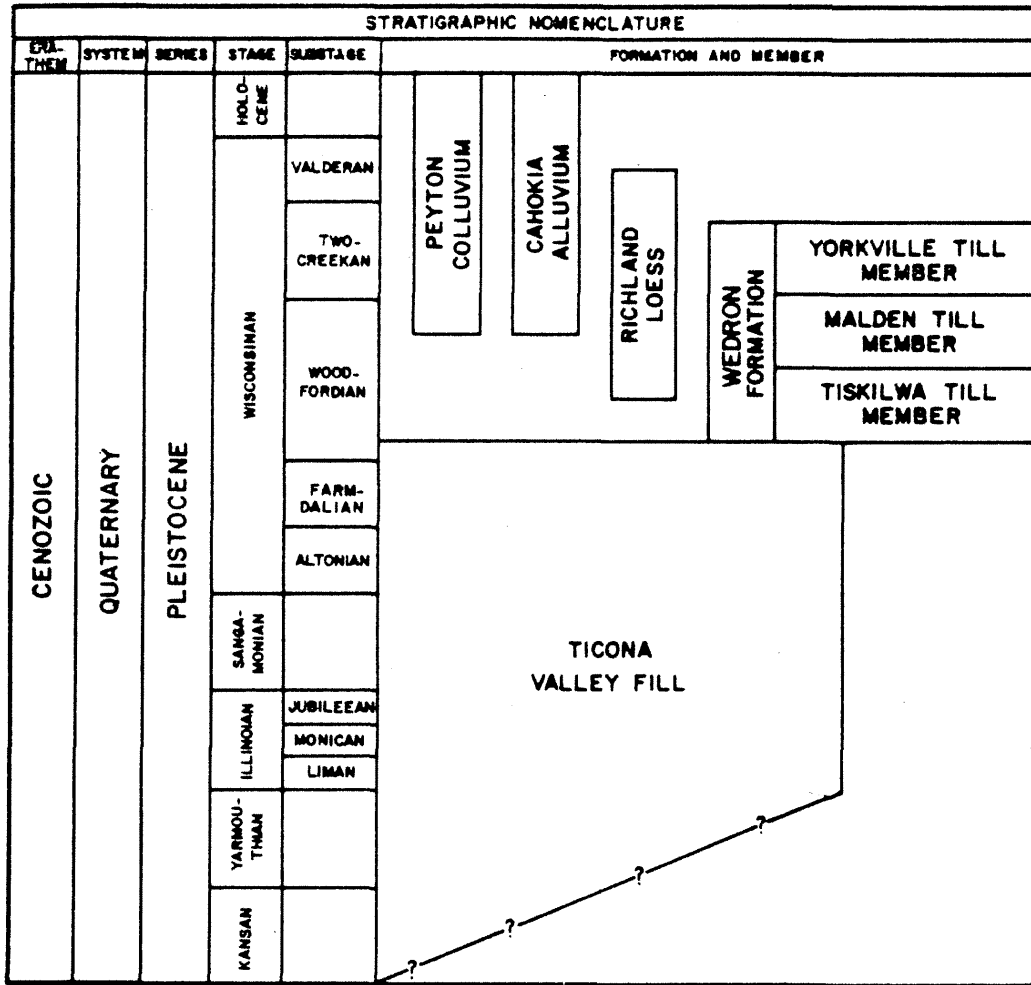 STRATIGRAPHIC NOMENCLATURE
ERA-
THEM
SYSTEM
SERIES
STAGE
SUBSTAGE
FORMATION AND MEMBER
CENOZOIC
QUATERNARY
PLEISTOCENE
HOLO-
CENE
WISCONSINAN
SANGA-
MONIAN
ILLINOIAN
YARMOU-
THIAN
KANSAN
VALDERAN
TWO-
CREEKAN
WOOD-
FORDIAN
FARM-
DALIAN
ALTONIAN
JUBILEEAN
MONICAN
LIMAN
PEYTON
COLLUVIUM
CAHOKIA
ALLUVIUM
RICHLAND
LOESS
WEDRON
FORMATION
YORKVILLE TILL
MEMBER
MALDEN TILL
MEMBER
TISKILWA TILL
MEMBER
TICONA
VALLEY FILL
?
?
?
?